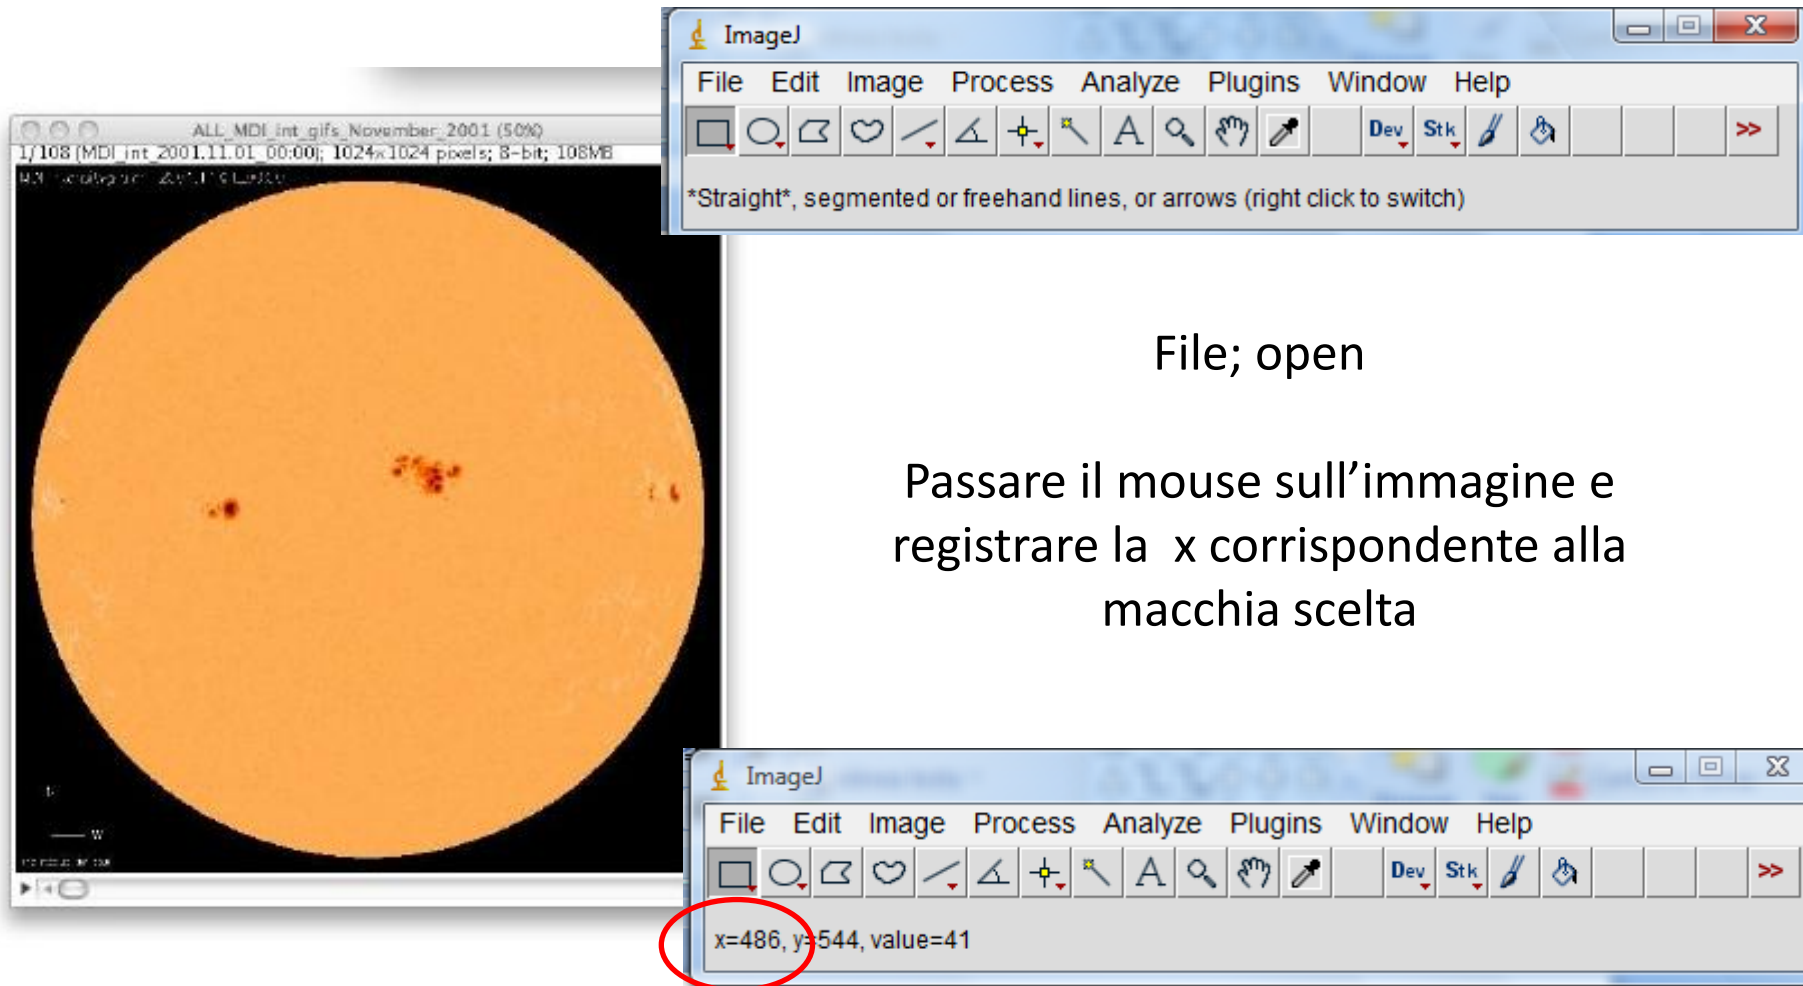 ImageJ
File Edit Image Process Analyze Plugins Window Help
A Dev Stk >>
*Straight*, segmented or freehand lines, or arrows (right click to switch)
ALL_MDI_int_gifs_November_2001 (50%)
1/108 (MDI_int_2001.11.01_00:00); 1024x1024 pixels; 8-bit; 108MB
File; open
Passare il mouse sull’immagine e
registrare la x corrispondente alla
macchia scelta
W
ImageJ
File Edit Image Process Analyze Plugins Window Help
A Dev Stk >>
x=486, y=544, value=41